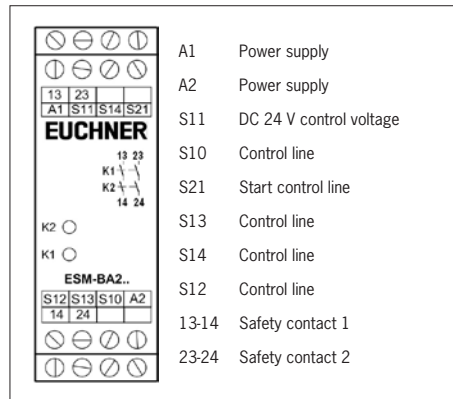 13 23
A1 S11 S14 S21
EUCHNER
13 23
K1
K2
14 24
K2
K1
ESM-BA2..
S12 S13 S10 A2
14 24
A1 Power supply
A2 Power supply
S11 DC 24 V control voltage
S10 Control line
S21 Start control line
S13 Control line
S14 Control line
S12 Control line
13-14 Safety contact 1
23-24 Safety contact 2